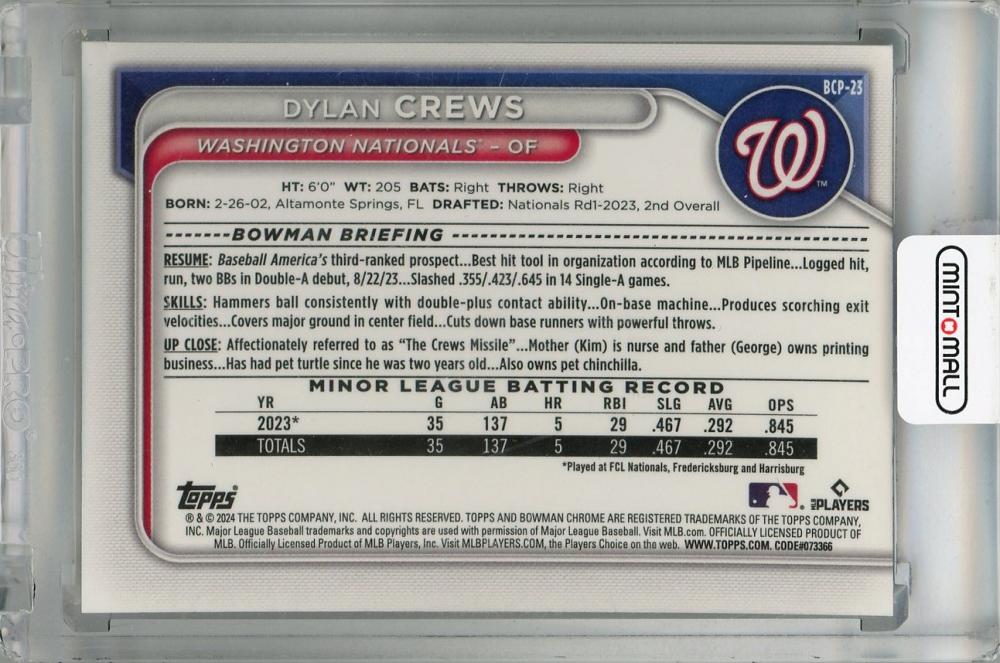 BCP-23
DYLAN CREWS
WASHINGTON NATIONALS® – OF
W™
HT: 6'0" WT: 205 BATS: Right THROWS: Right
BORN: 2-26-02, Altamonte Springs, FL DRAFTED: Nationals Rd1-2023, 2nd Overall
BOWMAN BRIEFING
RESUME: Baseball America's third-ranked prospect...Best hit tool in organization according to MLB Pipeline...Logged hit,
run, two BBs in Double-A debut, 8/22/23...Slashed .355/.423/.645 in 14 Single-A games.
SKILLS: Hammers ball consistently with double-plus contact ability...On-base machine...Produces scorching exit
velocities...Covers major ground in center field...Cuts down base runners with powerful throws.
UP CLOSE: Affectionately referred to as "The Crews Missile"...Mother (Kim) is nurse and father (George) owns printing
business...Has had pet turtle since he was two years old...Also owns pet chinchilla.
MINOR LEAGUE BATTING RECORD
YR G AB HR RBI SLG AVG OPS
2023* 35 137 5 29 .467 .292 .845
TOTALS 35 137 5 29 .467 .292 .845
*Played at FCL Nationals, Fredericksburg and Harrisburg
topps®
MLB PLAYERS
® & © 2024 THE TOPPS COMPANY, INC. ALL RIGHTS RESERVED. TOPPS AND BOWMAN CHROME ARE REGISTERED TRADEMARKS OF THE TOPPS COMPANY,
INC. Major League Baseball trademarks and copyrights are used with permission of Major League Baseball. Visit MLB.com. OFFICIALLY LICENSED PRODUCT OF
MLB. Officially Licensed Product of MLB Players, Inc. Visit MLBPLAYERS.COM, the Players Choice on the web. WWW.TOPPS.COM. CODE#073366
MINT MALL